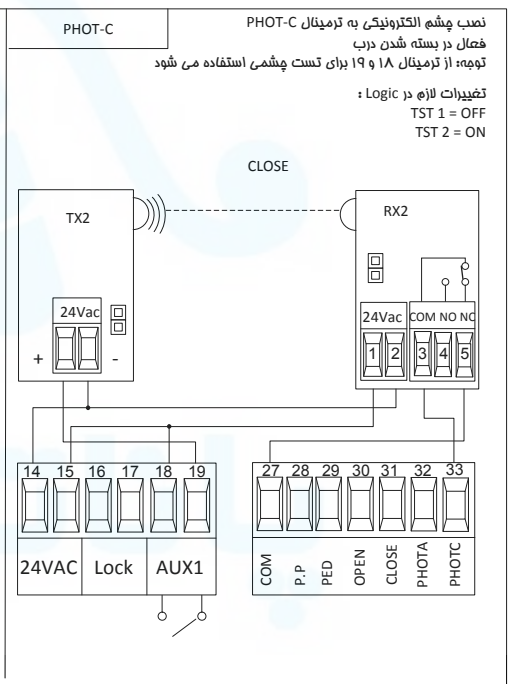 PHOT-C
نصب چشم الکترونیکی به ترمینال PHOT-C
فعال در بسته شدن درب
توجه: از ترمینال ۱۸ و ۱۹ برای تست چشمی استفاده می شود
تغییرات لازم در Logic :
TST 1 = OFF
TST 2 = ON
CLOSE
TX2
RX2
24Vac
+ -
24Vac COM NO NC
1 2 3 4 5
14 15 16 17 18 19
24VAC Lock AUX1
27 28 29 30 31 32 33
COM P.P PED OPEN CLOSE PHOTA PHOTC